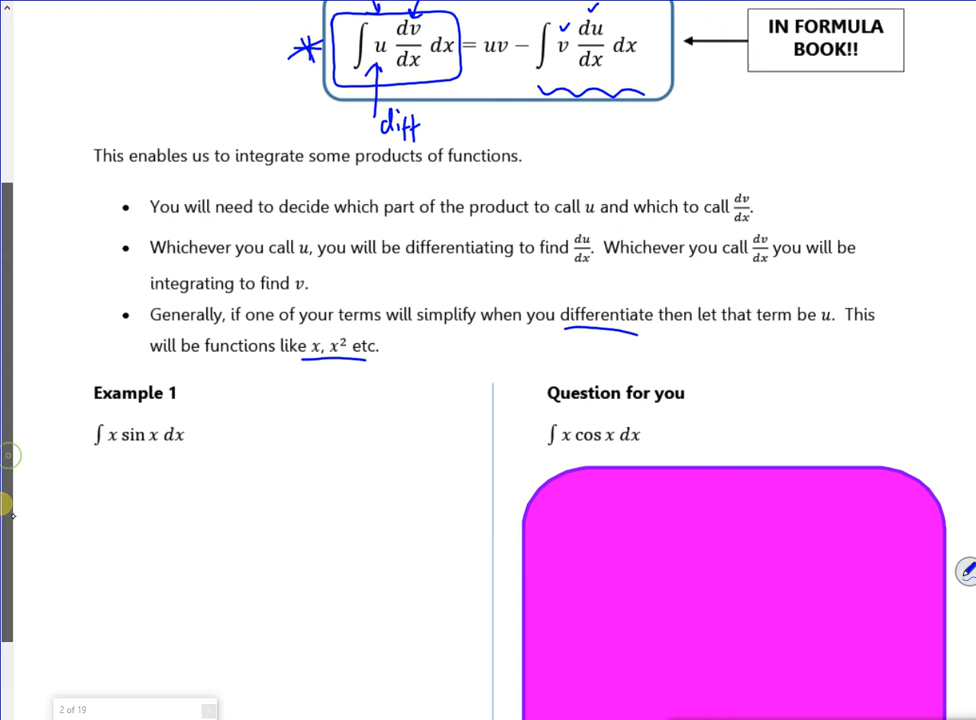 ∫ u dv/dx dx = uv − ∫ v du/dx dx
IN FORMULA
BOOK!!
diff
This enables us to integrate some products of functions.
• You will need to decide which part of the product to call u and which to call dv/dx.
• Whichever you call u, you will be differentiating to find du/dx. Whichever you call dv/dx you will be
integrating to find v.
• Generally, if one of your terms will simplify when you differentiate then let that term be u. This
will be functions like x, x² etc.
Example 1
∫ x sin x dx
Question for you
∫ x cos x dx
2 of 19